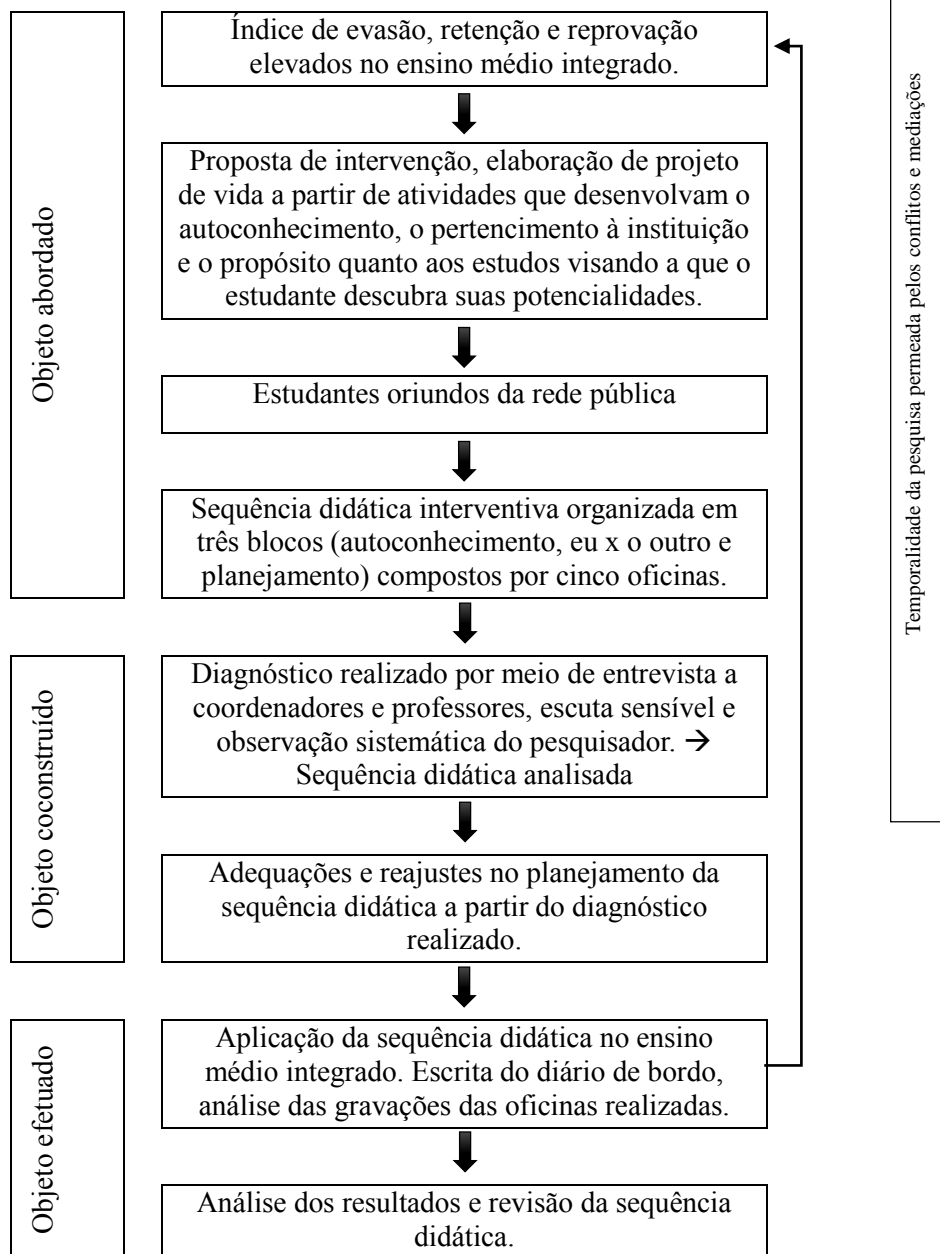 Objeto abordado
Índice de evasão, retenção e reprovação
elevados no ensino médio integrado.
Proposta de intervenção, elaboração de projeto
de vida a partir de atividades que desenvolvam o
autoconhecimento, o pertencimento à instituição
e o propósito quanto aos estudos visando a que o
estudante descubra suas potencialidades.
Estudantes oriundos da rede pública
Sequência didática interventiva organizada em
três blocos (autoconhecimento, eu x o outro e
planejamento) compostos por cinco oficinas.
Objeto coconstruído
Diagnóstico realizado por meio de entrevista a
coordenadores e professores, escuta sensível e
observação sistemática do pesquisador. →
Sequência didática analisada
Adequações e reajustes no planejamento da
sequência didática a partir do diagnóstico
realizado.
Objeto efetuado
Aplicação da sequência didática no ensino
médio integrado. Escrita do diário de bordo,
análise das gravações das oficinas realizadas.
Análise dos resultados e revisão da sequência
didática.
Temporalidade da pesquisa permeada pelos conflitos e mediações